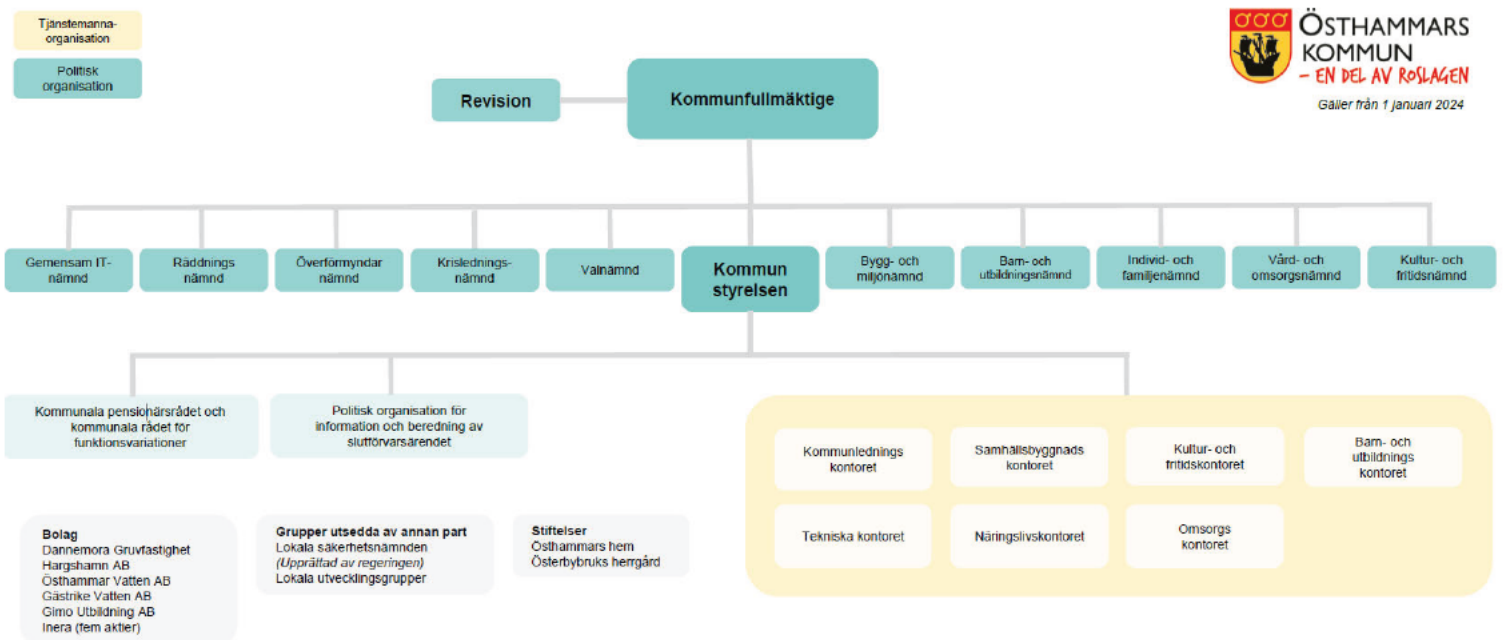 Tjänstemanna-
organisation
Politisk
organisation
ÖSTHAMMARS
KOMMUN
– EN DEL AV ROSLAGEN
Gäller från 1 januari 2024
Revision
Kommunfullmäktige
Gemensam IT-
nämnd
Räddnings
nämnd
Överförmyndar
nämnd
Krislednings-
nämnd
Valnämnd
Kommun
styrelsen
Bygg- och
miljönämnd
Barn- och
utbildningsnämnd
Individ- och
familjenämnd
Vård- och
omsorgsnämnd
Kultur- och
fritidsnämnd
Kommunala pensionärsrådet och
kommunala rådet för
funktionsvariationer
Politisk organisation för
information och beredning av
slutförvarsärendet
Kommunlednings
kontoret
Samhällsbyggnads
kontoret
Kultur- och
fritidskontoret
Barn- och
utbildnings
kontoret
Tekniska kontoret
Näringslivskontoret
Omsorgs
kontoret
Bolag
Dannemora Gruvfastighet
Hargshamn AB
Östhammar Vatten AB
Gästrike Vatten AB
Gimo Utbildning AB
Inera (fem aktier)
Grupper utsedda av annan part
Lokala säkerhetsnämnden
(Upprättad av regeringen)
Lokala utvecklingsgrupper
Stiftelser
Östhammars hem
Österbybruks herrgård